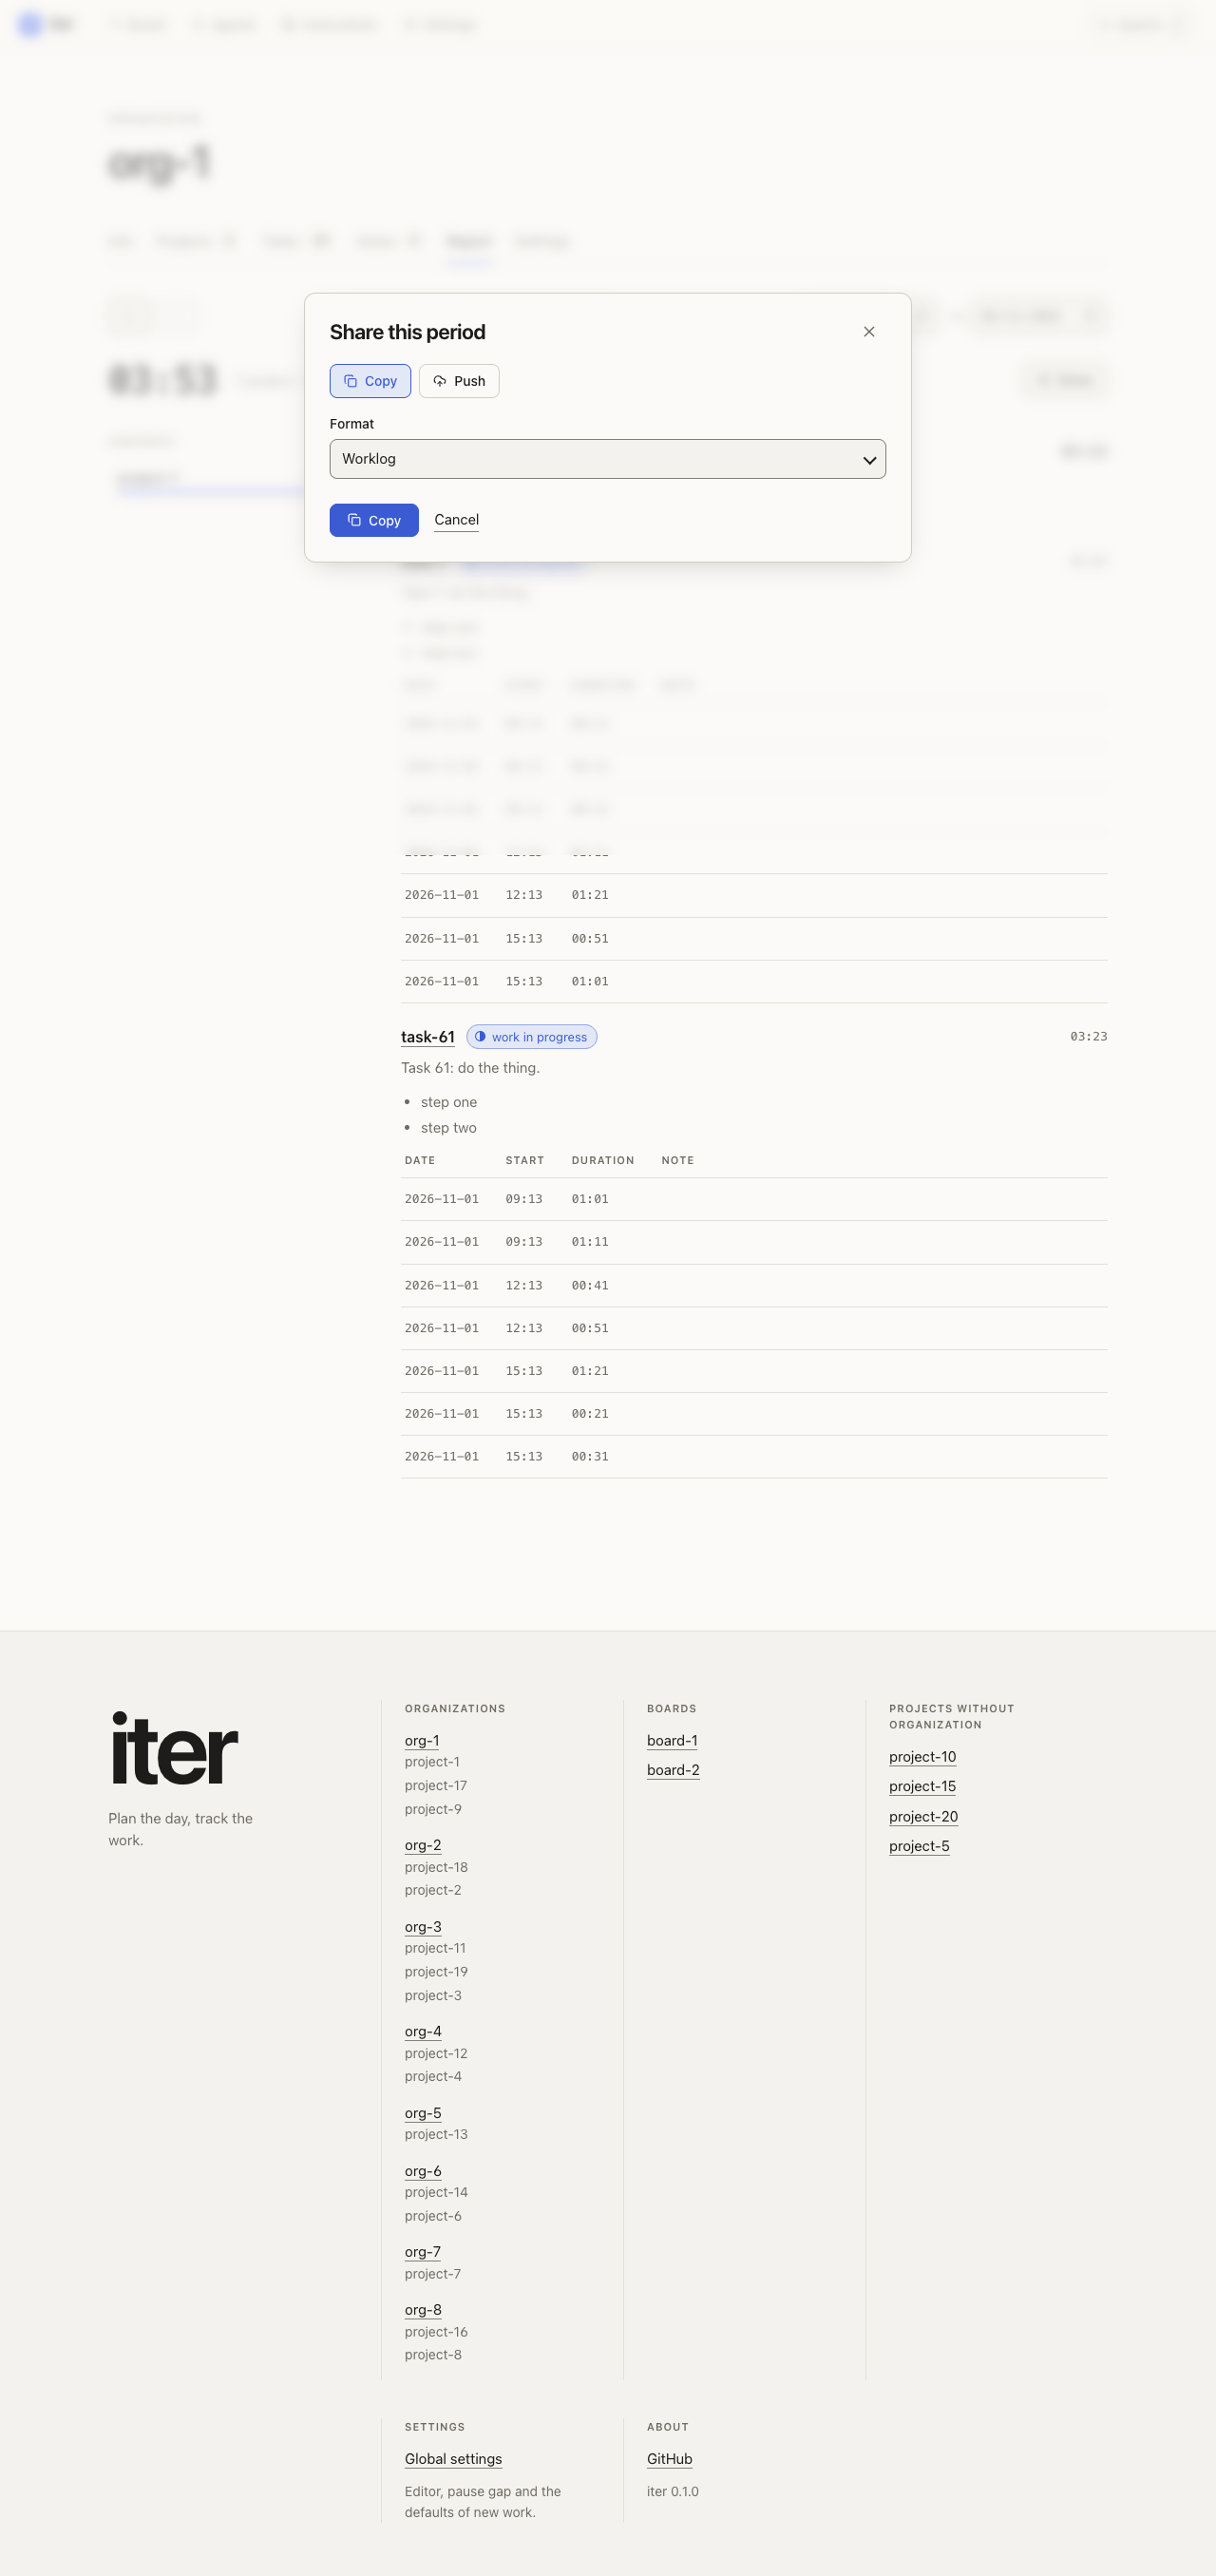 org-1
03:53
Share this period
Copy
Push
Format
Worklog
Copy
Cancel
2026-11-01 12:13 01:21
2026-11-01 15:13 00:51
2026-11-01 15:13 01:01
task-61 work in progress 03:23
Task 61: do the thing.
• step one
• step two
DATE START DURATION NOTE
2026-11-01 09:13 01:01
2026-11-01 09:13 01:11
2026-11-01 12:13 00:41
2026-11-01 12:13 00:51
2026-11-01 15:13 01:21
2026-11-01 15:13 00:21
2026-11-01 15:13 00:31
iter
Plan the day, track the
work.
ORGANIZATIONS
org-1
project-1
project-17
project-9
org-2
project-18
project-2
org-3
project-11
project-19
project-3
org-4
project-12
project-4
org-5
project-13
org-6
project-14
project-6
org-7
project-7
org-8
project-16
project-8
BOARDS
board-1
board-2
PROJECTS WITHOUT
ORGANIZATION
project-10
project-15
project-20
project-5
SETTINGS
Global settings
Editor, pause gap and the
defaults of new work.
ABOUT
GitHub
iter 0.1.0